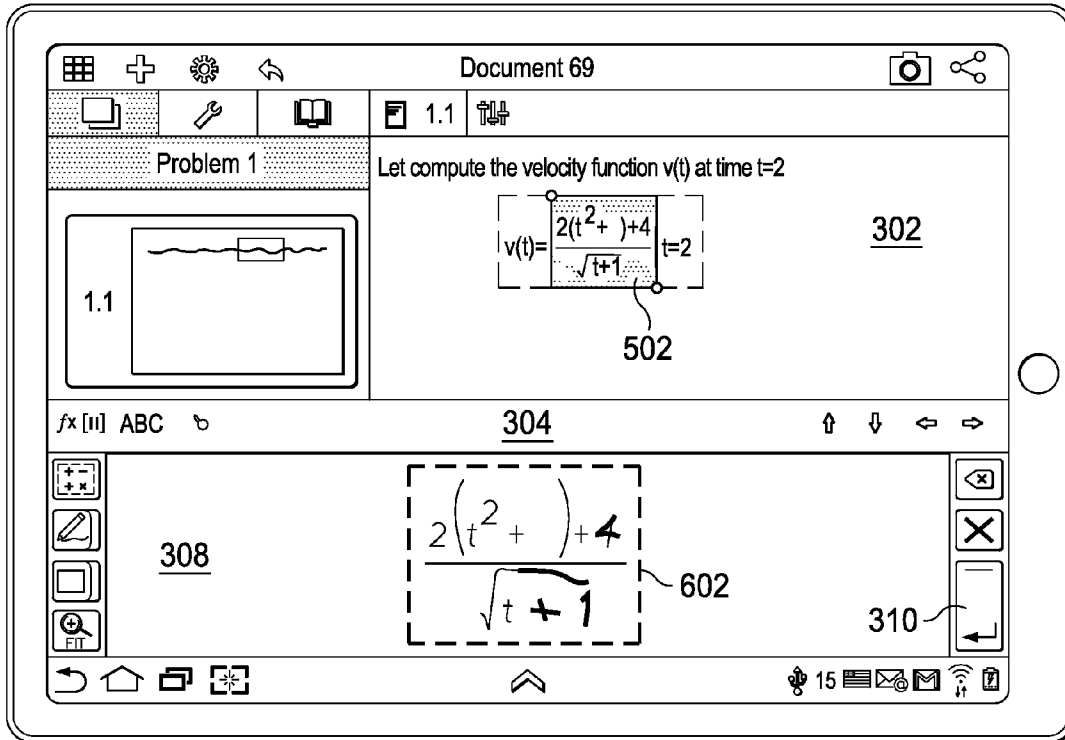 Document 69
1.1
Problem 1
Let compute the velocity function v(t) at time t=2
v(t)=
2(t²+ )+4
√t+1
t=2
302
502
1.1
fx [II] ABC
304
308
2(t² + )+4
√t + 1
602
310
FIT
15